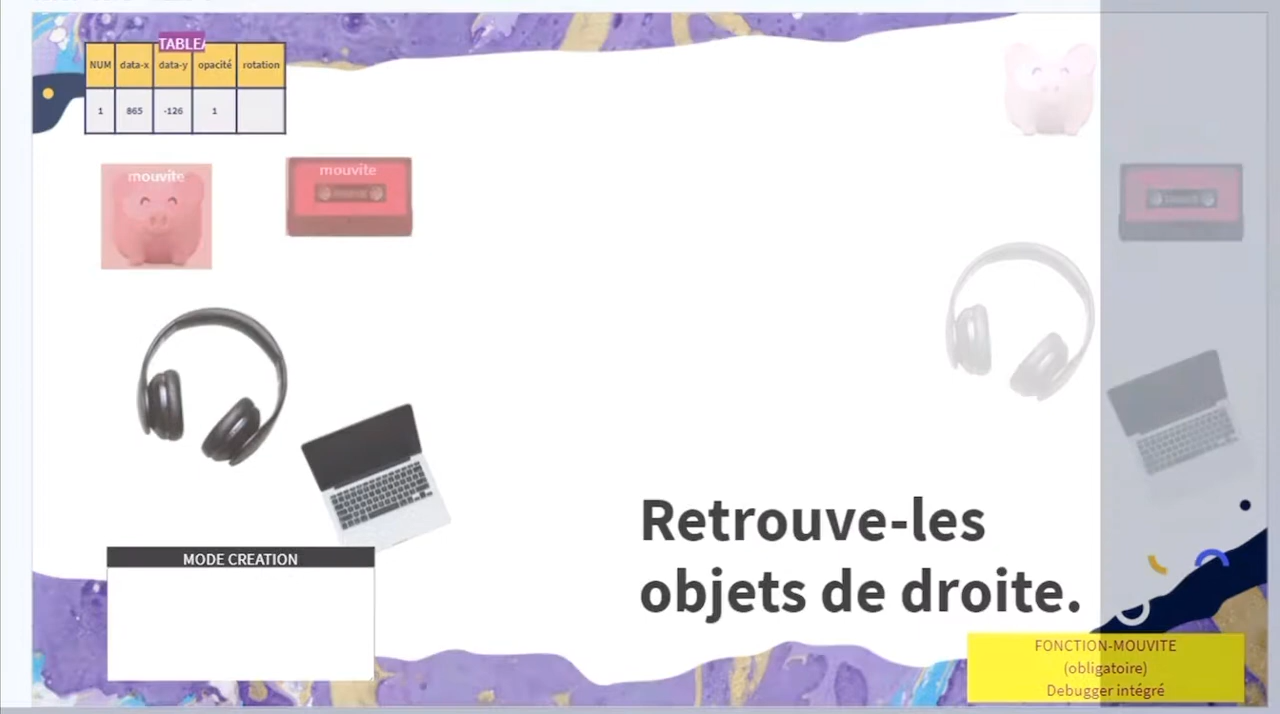 TABLEA
NUM data-x data-y opacité rotation
1 865 -126 1
mouvite
mouvite
Retrouve-les
objets de droite.
MODE CREATION
FONCTION-MOUVITE
(obligatoire)
Debugger intégré